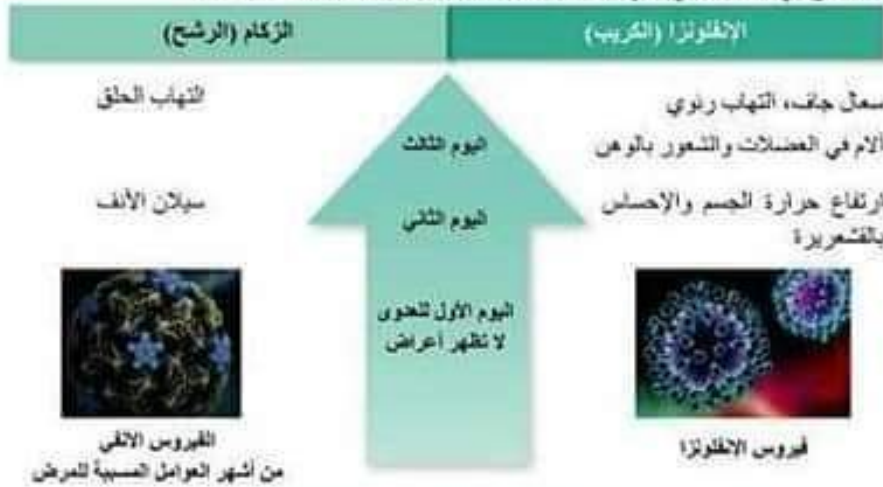 الإنفلونزا (الكريب)
الزكام (الرشح)
سعال جاف، التهاب رئوي
آلام في العضلات والشعور بالوهن
اليوم الثالث
التهاب الحلق
ارتفاع حرارة الجسم والإحساس
بالقشعريرة
اليوم الثاني
سيلان الأنف
اليوم الأول للعدوى
لا تظهر أعراض
فيروس الانفلونزا
الفيروس الانفي
من أشهر العوامل المسببة للمرض